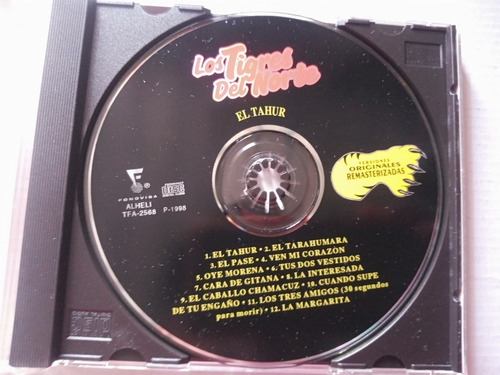 Los Tigres
Del Norte
EL TAHUR
VERSIONES
ORIGINALES
REMASTERIZADAS
F
FONOVISA
ALHELI
TFA-2568 P-1998
1. EL TAHUR • 2. EL TARAHUMARA
3. EL PASE • 4. VEN MI CORAZON
5. OYE MORENA • 6. TUS DOS VESTIDOS
7. CARA DE GITANA • 8. LA INTERESADA
9. EL CABALLO CHAMACUZ • 10. CUANDO SUPE
DE TU ENGAÑO • 11. LOS TRES AMIGOS (30 segundos
para morir) • 12. LA MARGARITA